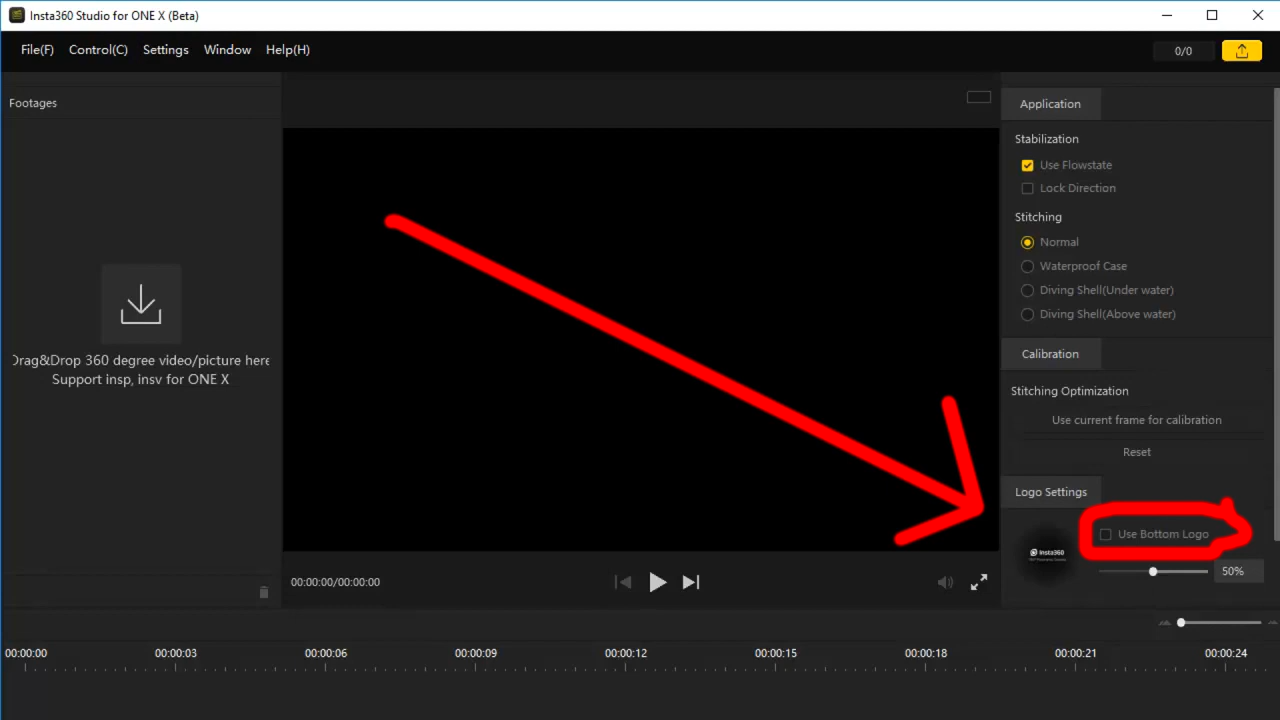 Insta360 Studio for ONE X (Beta)
File(F) Control(C) Settings Window Help(H)
0/0
Footages
Drag&Drop 360 degree video/picture here
Support insp, insv for ONE X
00:00:00/00:00:00
Application
Stabilization
Use Flowstate
Lock Direction
Stitching
Normal
Waterproof Case
Diving Shell(Under water)
Diving Shell(Above water)
Calibration
Stitching Optimization
Use current frame for calibration
Reset
Logo Settings
Insta360
Use Bottom Logo
50%
00:00:00 00:00:03 00:00:06 00:00:09 00:00:12 00:00:15 00:00:18 00:00:21 00:00:24